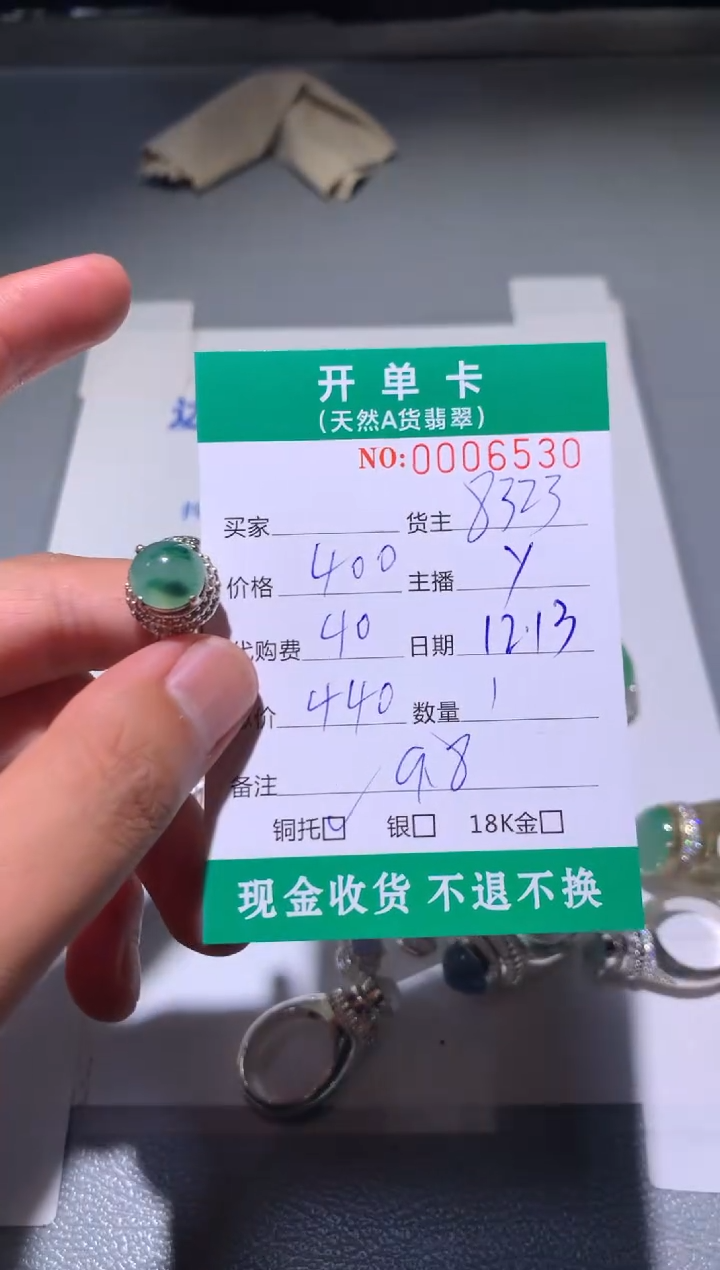 开单卡
(天然A货翡翠)
NO:0006530
买家 货主 8323
价格 400 主播 Y
代购费 40 日期 12.13
价 440 数量 1
备注 9.8
铜托☑ 银□ 18K金□
现金收货 不退不换